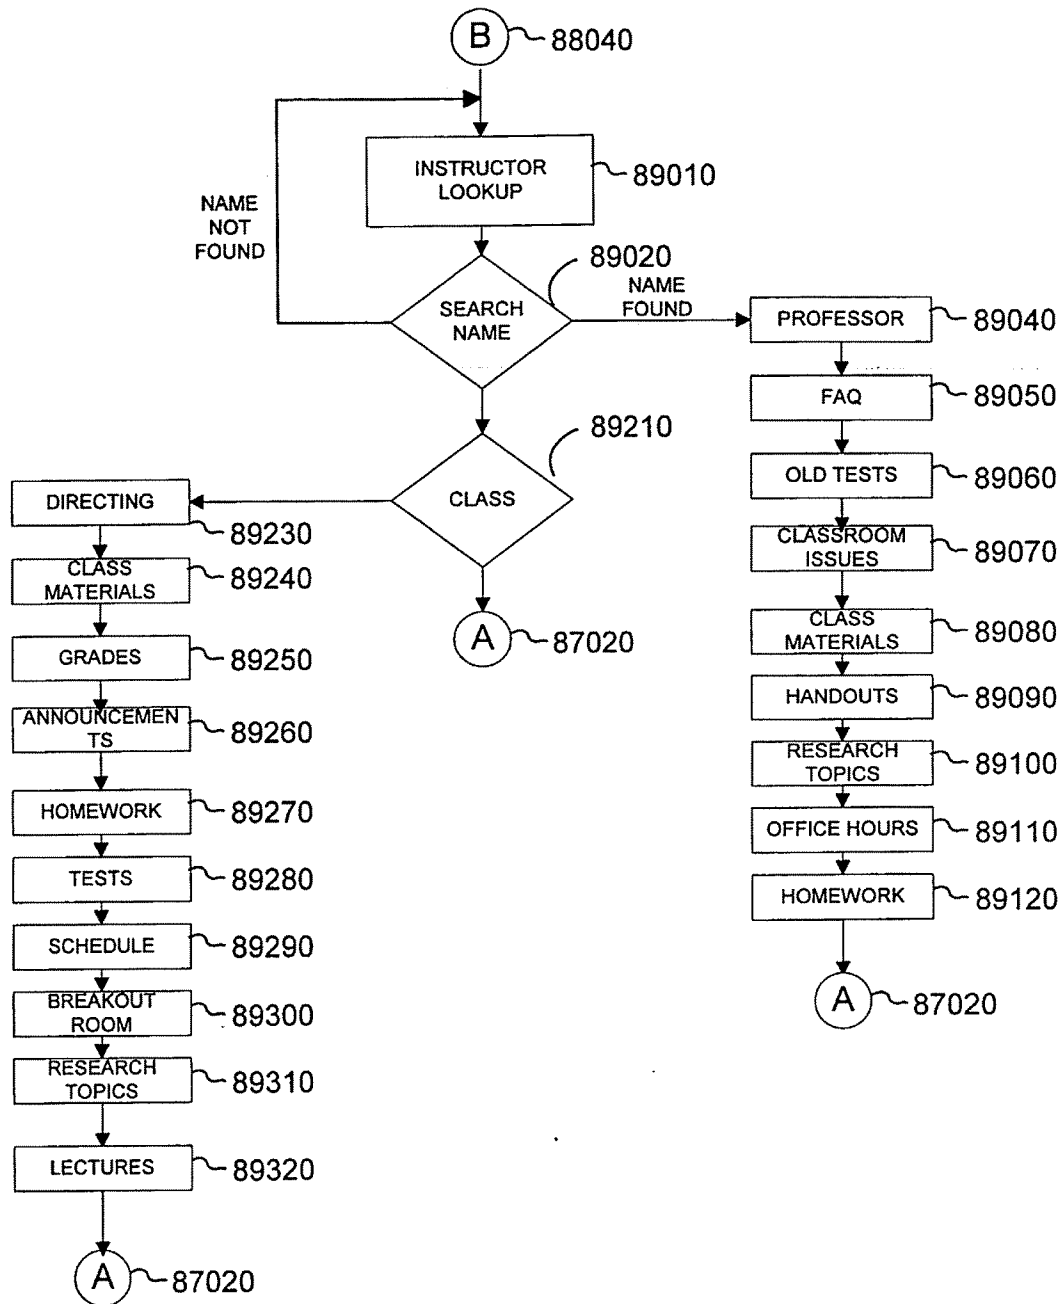 B
88040
INSTRUCTOR
LOOKUP
89010
NAME
NOT
FOUND
89020
SEARCH
NAME
NAME
FOUND
PROFESSOR
89040
FAQ
89050
OLD TESTS
89060
CLASSROOM
ISSUES
89070
CLASS
MATERIALS
89080
HANDOUTS
89090
RESEARCH
TOPICS
89100
OFFICE HOURS
89110
HOMEWORK
89120
A
87020
89210
CLASS
A
87020
DIRECTING
89230
CLASS
MATERIALS
89240
GRADES
89250
ANNOUNCEMEN
TS
89260
HOMEWORK
89270
TESTS
89280
SCHEDULE
89290
BREAKOUT
ROOM
89300
RESEARCH
TOPICS
89310
LECTURES
89320
A
87020